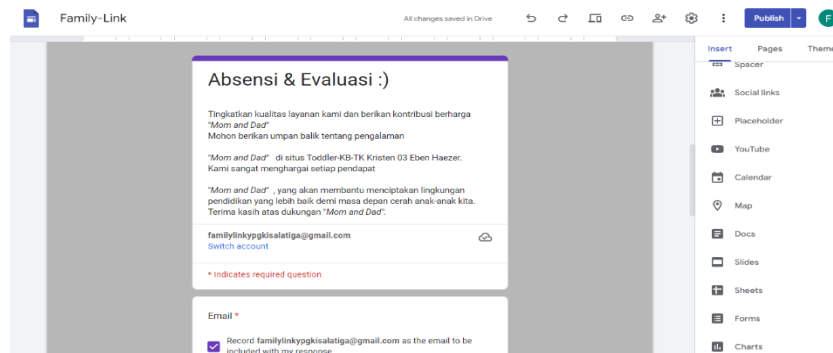 Family-Link
All changes saved in Drive
Publish
F
Insert
Pages
Theme
Spacer
Absensi & Evaluasi :)
Social links
Tingkatkan kualitas layanan kami dan berikan kontribusi berharga
"Mom and Dad"
Placeholder
Mohon berikan umpan balik tentang pengalaman
YouTube
"Mom and Dad" di situs Toddler-KB-TK Kristen 03 Eben Haezer.
Kami sangat menghargai setiap pendapat
Calendar
"Mom and Dad" , yang akan membantu menciptakan lingkungan
pendidikan yang lebih baik demi masa depan cerah anak-anak kita.
Terima kasih atas dukungan "Mom and Dad".
Map
Docs
familylinkypgkisalatiga@gmail.com
Switch account
Slides
* Indicates required question
Sheets
Email *
Forms
Record familylinkypgkisalatiga@gmail.com as the email to be
included with my response
Charts